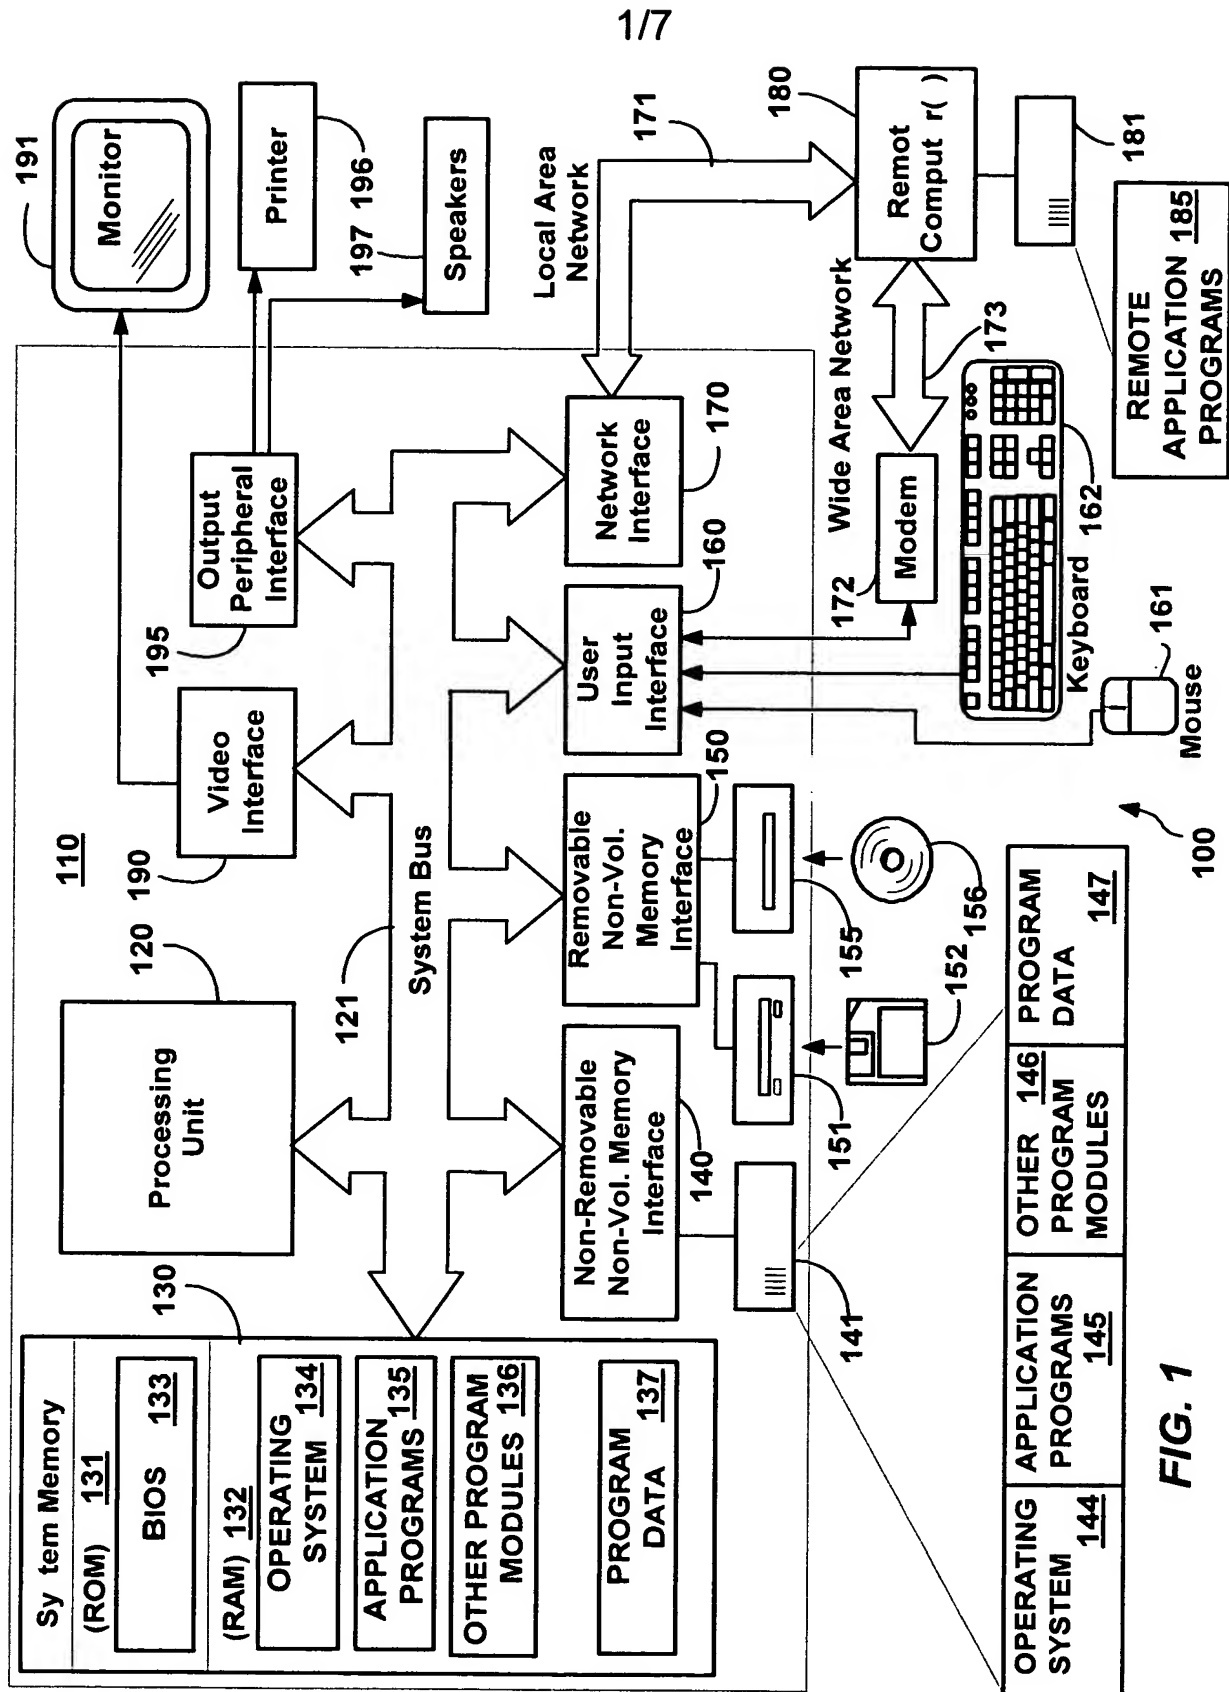 1/7
Sy tem Memory
(ROM) 131
BIOS 133
(RAM) 132
OPERATING
SYSTEM 134
APPLICATION
PROGRAMS 135
OTHER PROGRAM
MODULES 136
PROGRAM
DATA 137
130
Processing
Unit
120
110
121
System Bus
Video
Interface
190
Output
Peripheral
Interface
195
Monitor
191
Printer
196
Speakers
197
Non-Removable
Non-Vol. Memory
Interface
140
Removable
Non-Vol.
Memory
Interface
150
User
Input
Interface
160
Network
Interface
170
Local Area
Network
171
Wide Area Network
173
Modem
172
Remot
Comput r( )
180
181
REMOTE
APPLICATION
PROGRAMS 185
141
151
152
155
156
Keyboard
162
Mouse
161
100
OPERATING
SYSTEM 144
APPLICATION
PROGRAMS 145
OTHER
PROGRAM
MODULES 146
PROGRAM
DATA 147
FIG. 1